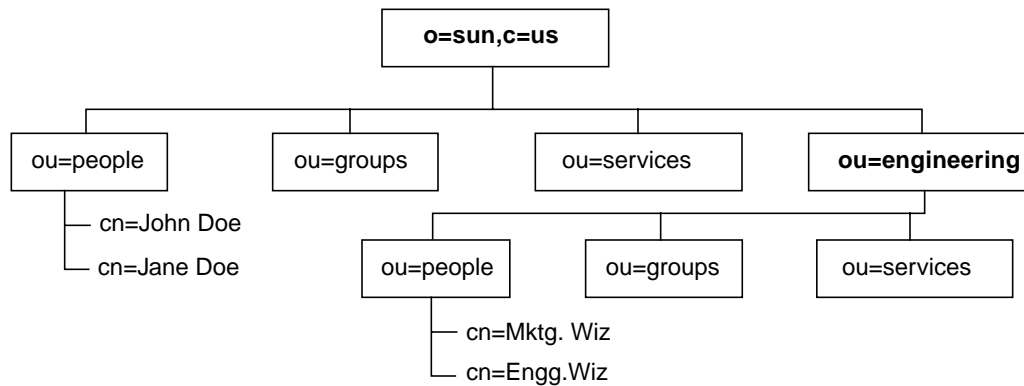 o=sun,c=us
ou=people
ou=groups
ou=services
ou=engineering
cn=John Doe
cn=Jane Doe
ou=people
ou=groups
ou=services
cn=Mktg. Wiz
cn=Engg.Wiz